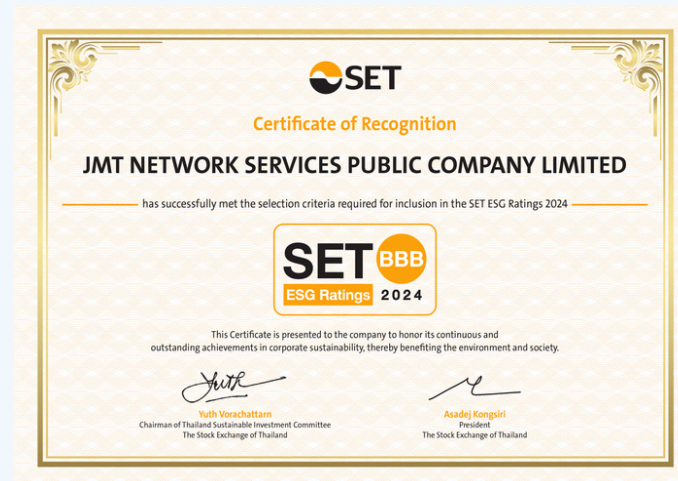 SET
Certificate of Recognition
JMT NETWORK SERVICES PUBLIC COMPANY LIMITED
has successfully met the selection criteria required for inclusion in the SET ESG Ratings 2024
SET BBB
ESG Ratings 2024
This Certificate is presented to the company to honor its continuous and
outstanding achievements in corporate sustainability, thereby benefiting the environment and society.
Yuth
Yuth Vorachattarn
Chairman of Thailand Sustainable Investment Committee
The Stock Exchange of Thailand
Asadej Kongsiri
President
The Stock Exchange of Thailand